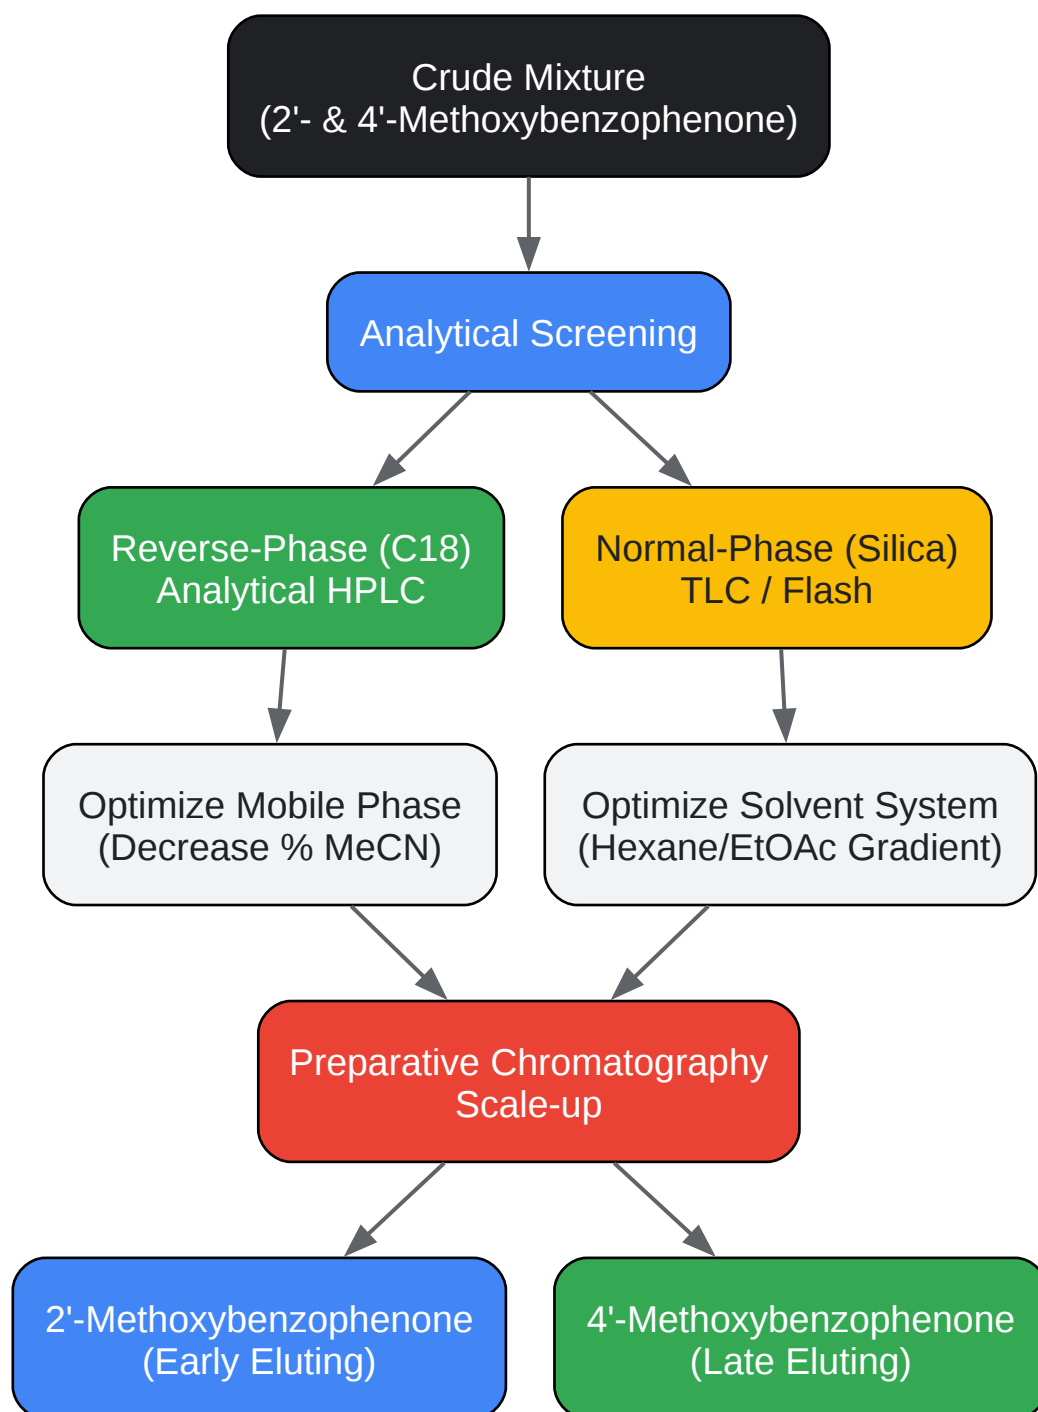 Crude Mixture
(2'- & 4'-Methoxybenzophenone)
Analytical Screening
Reverse-Phase (C18)
Analytical HPLC
Normal-Phase (Silica)
TLC / Flash
Optimize Mobile Phase
(Decrease % MeCN)
Optimize Solvent System
(Hexane/EtOAc Gradient)
Preparative Chromatography
Scale-up
2'-Methoxybenzophenone
(Early Eluting)
4'-Methoxybenzophenone
(Late Eluting)